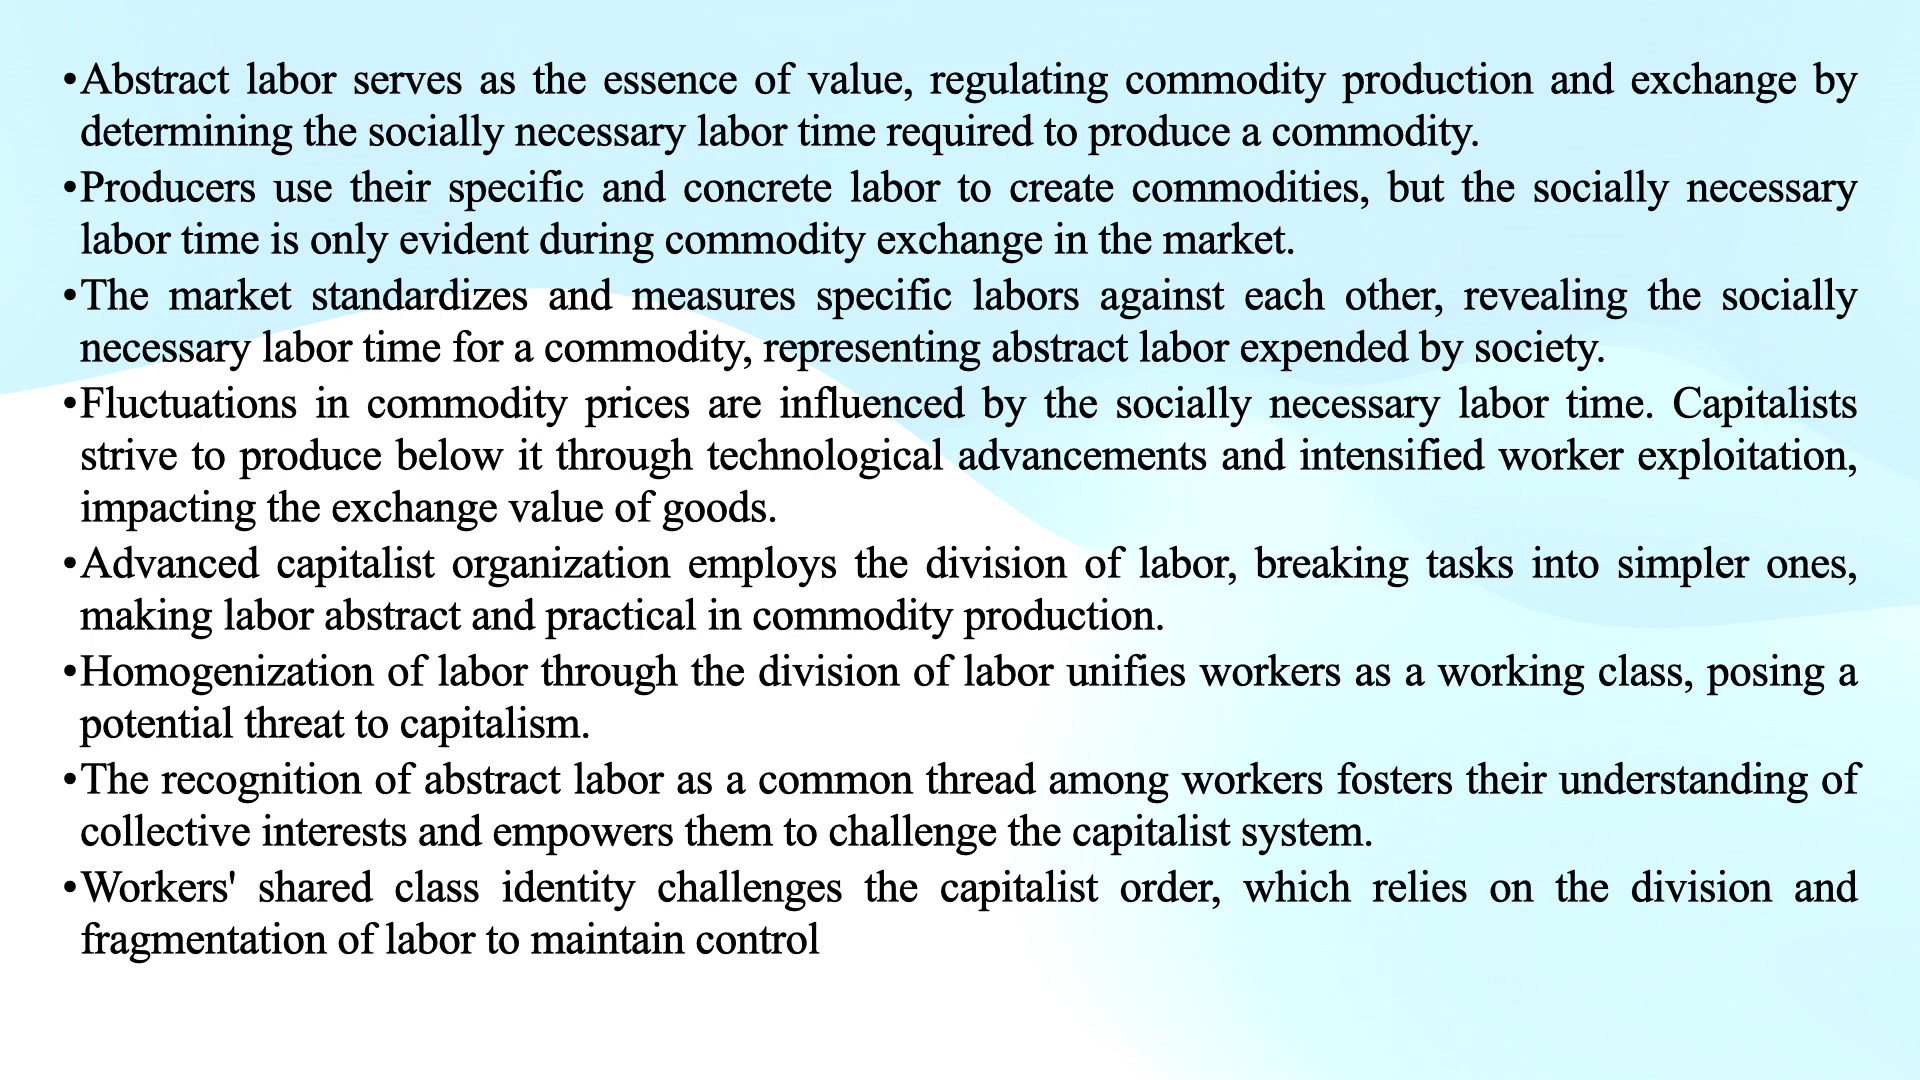 •Abstract labor serves as the essence of value, regulating commodity production and exchange by
determining the socially necessary labor time required to produce a commodity.
•Producers use their specific and concrete labor to create commodities, but the socially necessary
labor time is only evident during commodity exchange in the market.
•The market standardizes and measures specific labors against each other, revealing the socially
necessary labor time for a commodity, representing abstract labor expended by society.
•Fluctuations in commodity prices are influenced by the socially necessary labor time. Capitalists
strive to produce below it through technological advancements and intensified worker exploitation,
impacting the exchange value of goods.
•Advanced capitalist organization employs the division of labor, breaking tasks into simpler ones,
making labor abstract and practical in commodity production.
•Homogenization of labor through the division of labor unifies workers as a working class, posing a
potential threat to capitalism.
•The recognition of abstract labor as a common thread among workers fosters their understanding of
collective interests and empowers them to challenge the capitalist system.
•Workers' shared class identity challenges the capitalist order, which relies on the division and
fragmentation of labor to maintain control